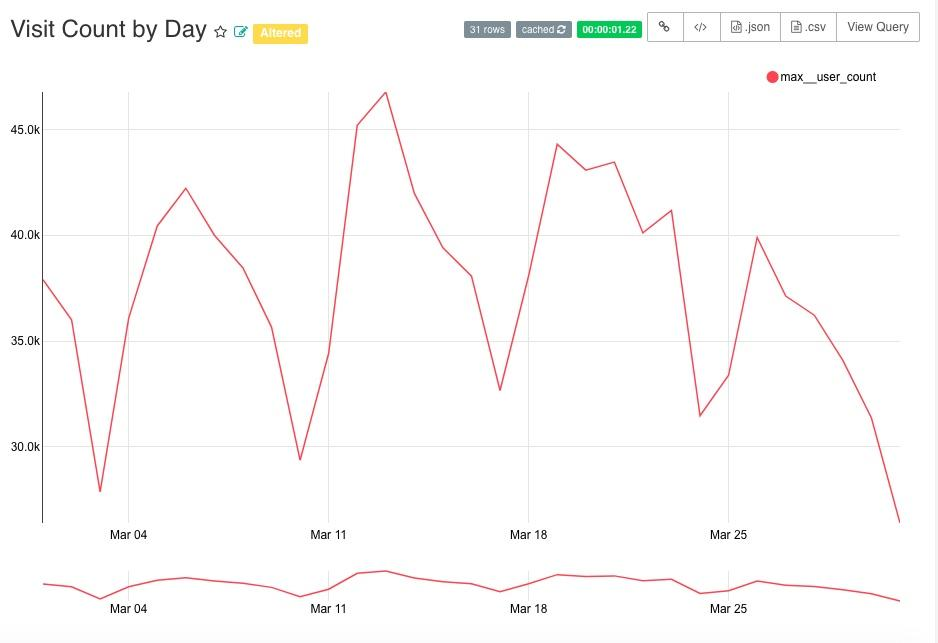 Visit Count by Day Altered 31 rows cached 00:00:01.22 </> .json .csv View Query
max__user_count
45.0k
40.0k
35.0k
30.0k
Mar 04 Mar 11 Mar 18 Mar 25
Mar 04 Mar 11 Mar 18 Mar 25